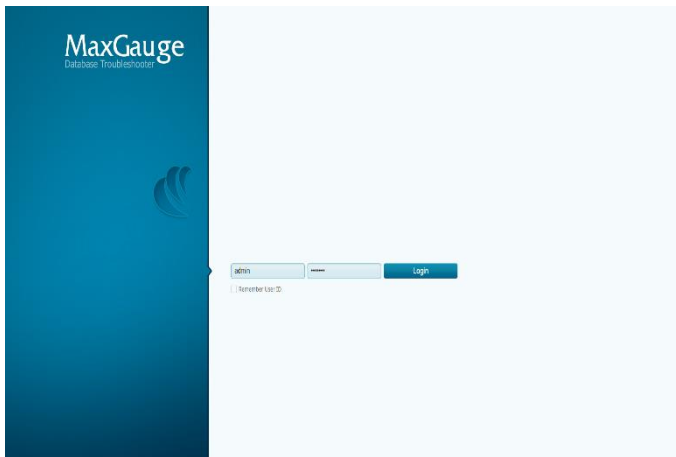 MaxGauge
Database Troubleshooter
admin
Login
Remember User ID